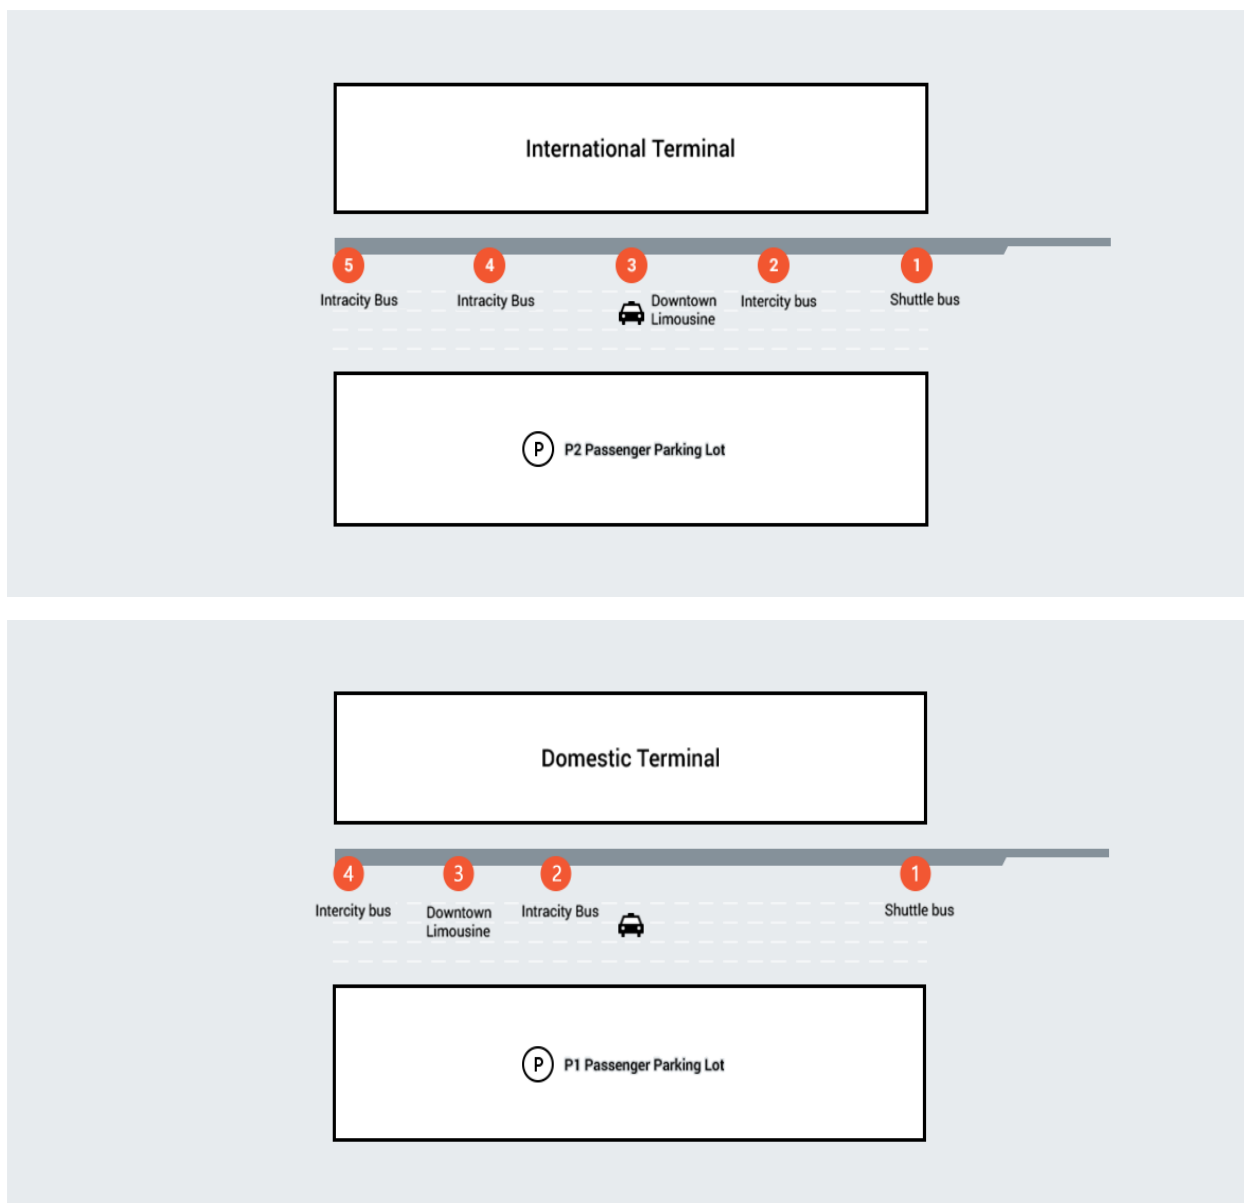 International Terminal
5
4
3
2
1
Intracity Bus
Intracity Bus
Downtown
Limousine
Intercity bus
Shuttle bus
P
P2 Passenger Parking Lot
Domestic Terminal
4
3
2
1
Intercity bus
Downtown
Limousine
Intracity Bus
Shuttle bus
P
P1 Passenger Parking Lot